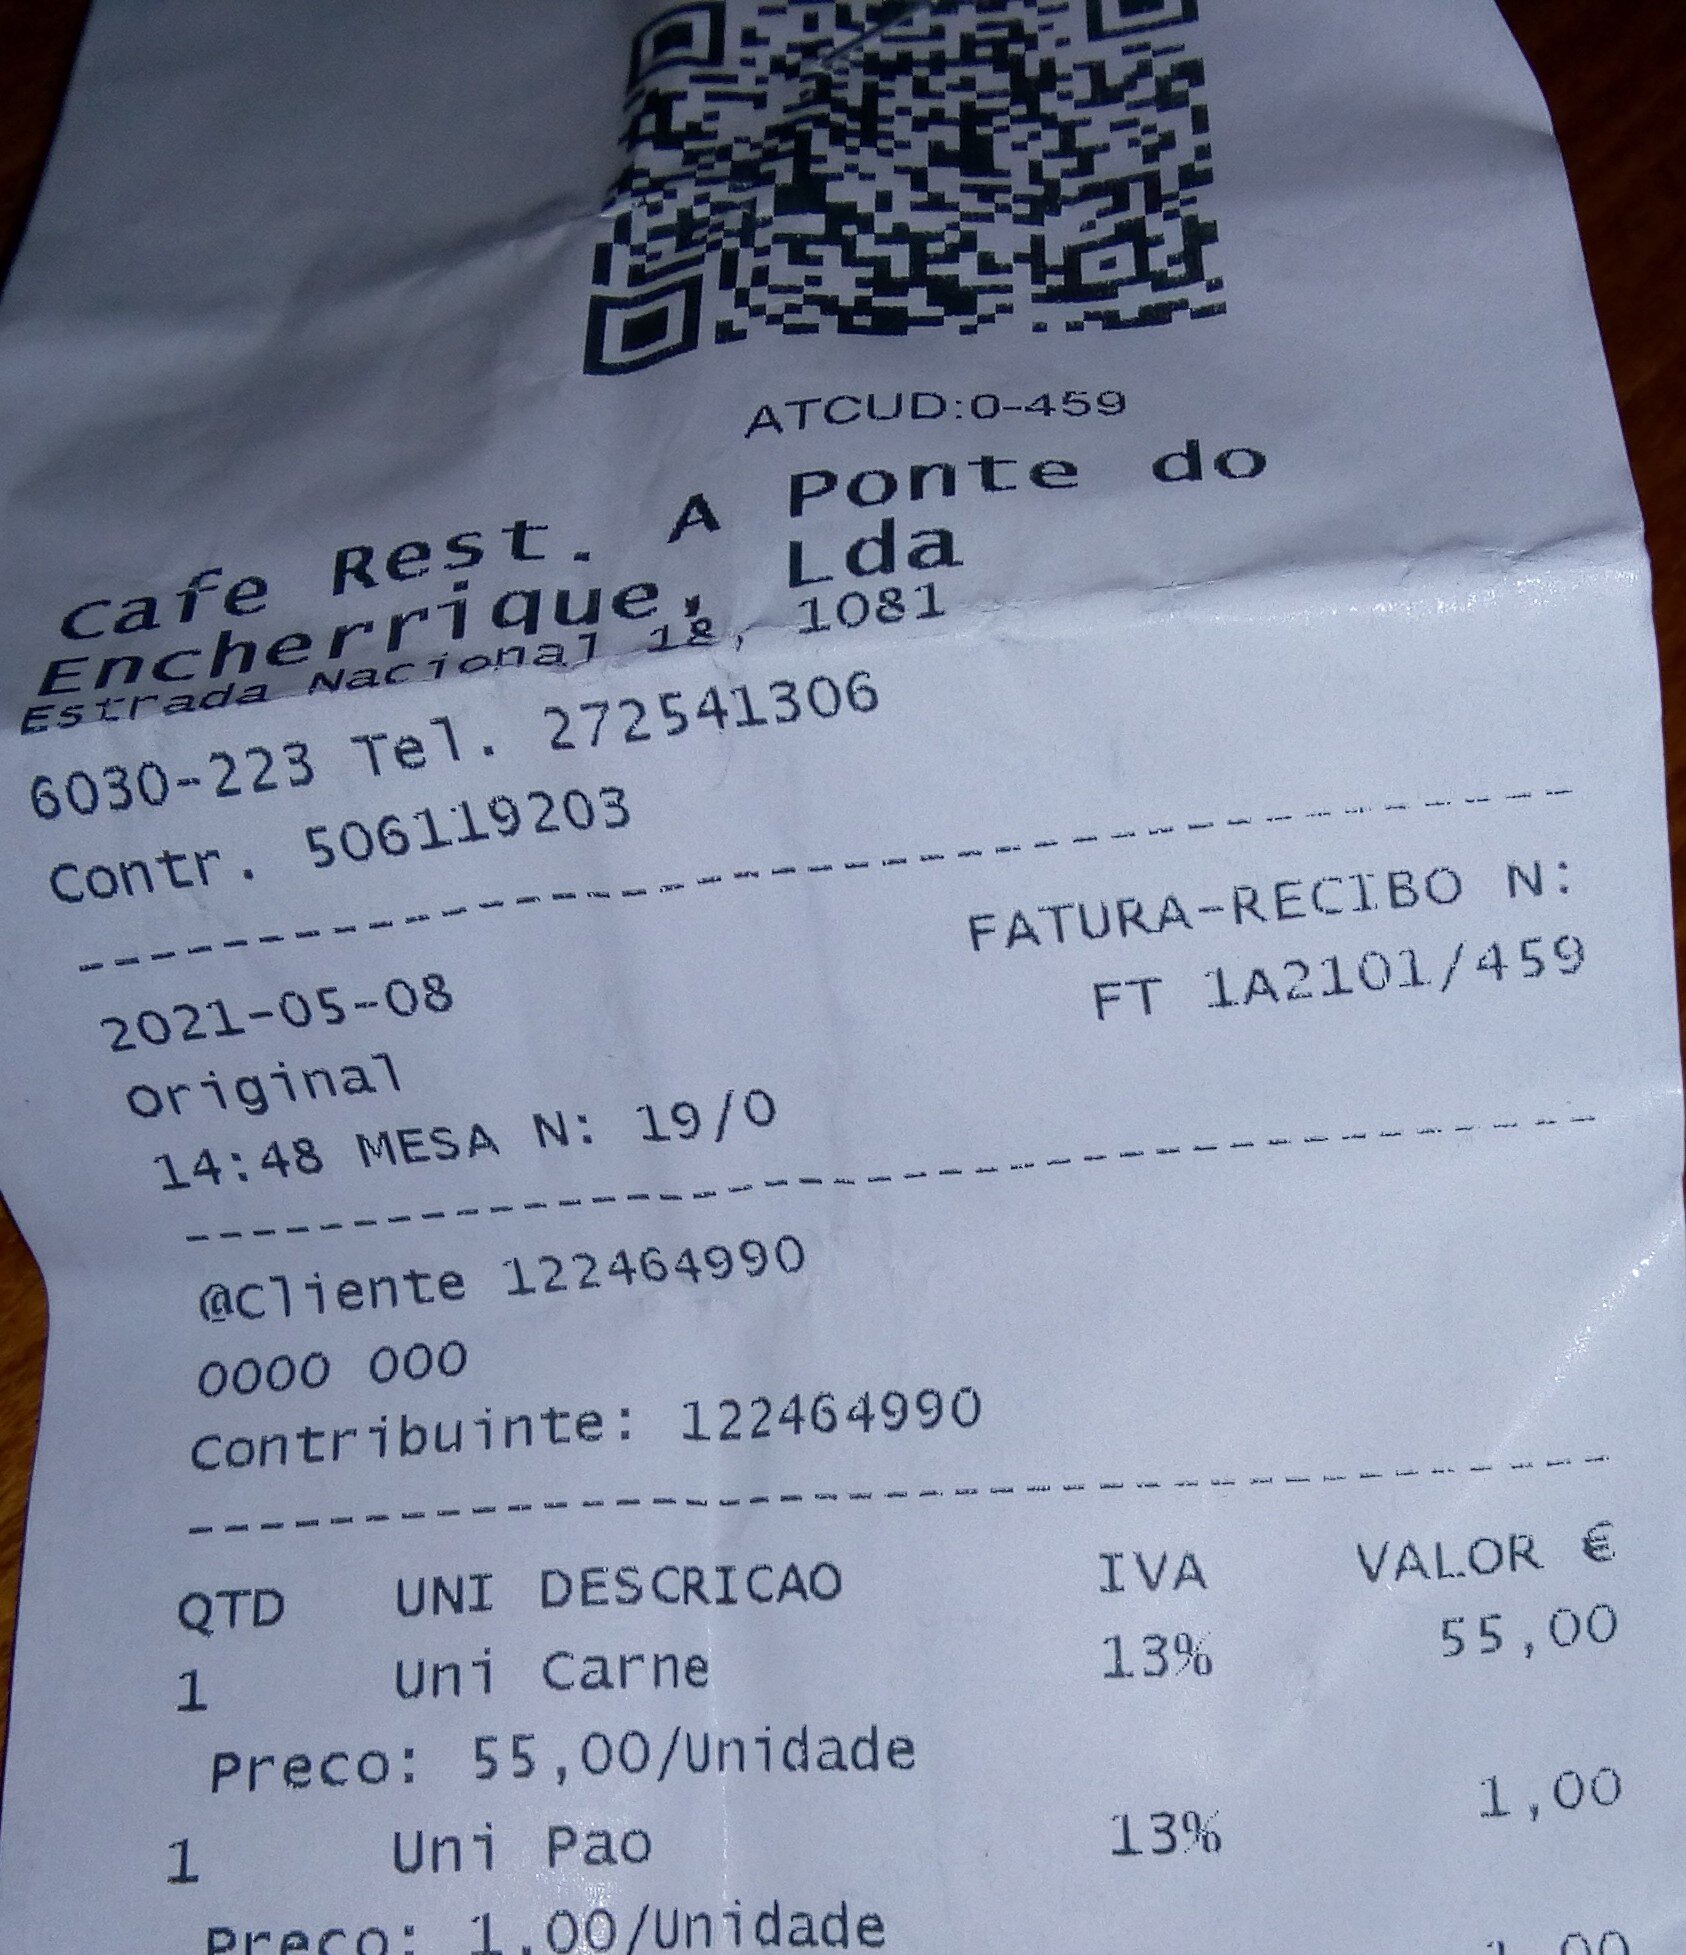 ATCUD:0-459
Cafe Rest. A Ponte do
Encherrique, Lda
Estrada Nacional 18, 1081
6030-223 Tel. 272541306
Contr. 506119203
FATURA-RECIBO N:
2021-05-08 FT 1A2101/459
Original
14:48 MESA N: 19/0
@Cliente 122464990
0000 000
Contribuinte: 122464990
QTD UNI DESCRICAO IVA VALOR €
1 Uni Carne 13% 55,00
Preco: 55,00/Unidade
1 Uni Pao 13% 1,00
Preco: 1,00/Unidade